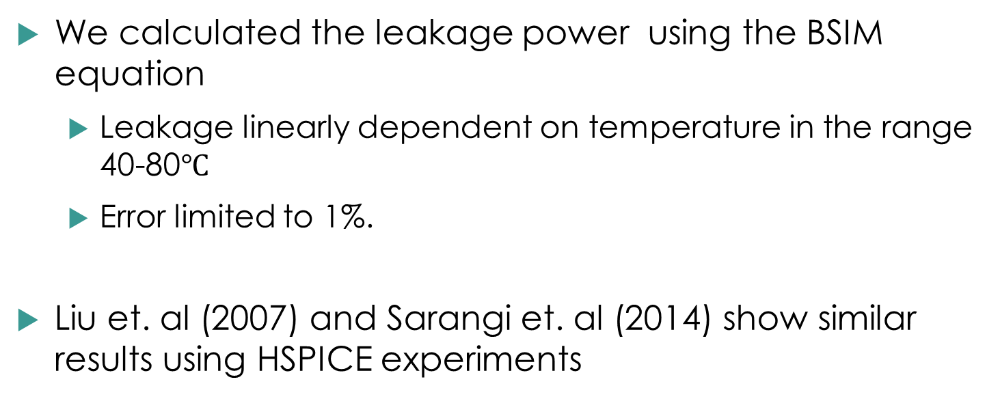 We calculated the leakage power  using the BSIM
equation
Leakage linearly dependent on temperature in the range
40-80℃
Error limited to 1%.
Liu et. al (2007) and Sarangi et. al (2014) show similar
results using HSPICE experiments